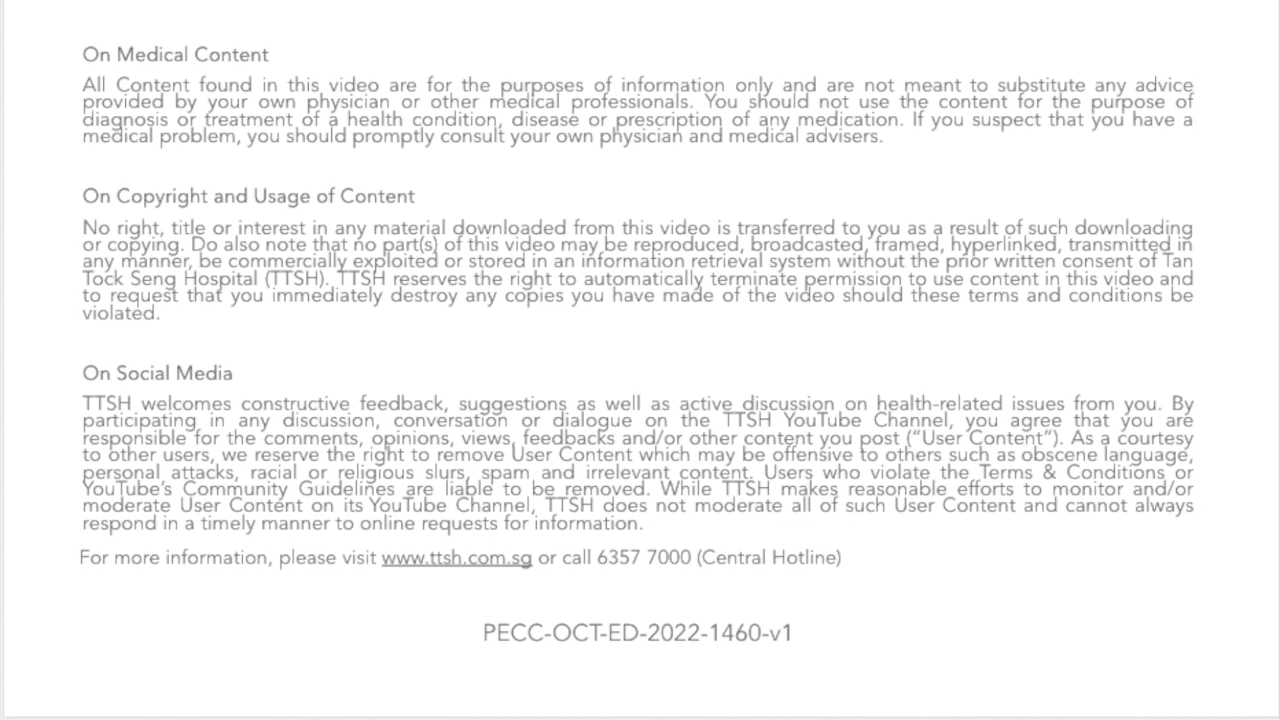 On Medical Content
All Content found in this video are for the purposes of information only and are not meant to substitute any advice
provided by your own physician or other medical professionals. You should not use the content for the purpose of
diagnosis or treatment of a health condition, disease or prescription of any medication. If you suspect that you have a
medical problem, you should promptly consult your own physician and medical advisers.
On Copyright and Usage of Content
No right, title or interest in any material downloaded from this video is transferred to you as a result of such downloading
or copying. Do also note that no part(s) of this video may be reproduced, broadcasted, framed, hyperlinked, transmitted in
any manner, be commercially exploited or stored in an information retrieval system without the prior written consent of Tan
Tock Seng Hospital (TTSH). TTSH reserves the right to automatically terminate permission to use content in this video and
to request that you immediately destroy any copies you have made of the video should these terms and conditions be
violated.
On Social Media
TTSH welcomes constructive feedback, suggestions as well as active discussion on health-related issues from you. By
participating in any discussion, conversation or dialogue on the TTSH YouTube Channel, you agree that you are
responsible for the comments, opinions, views, feedbacks and/or other content you post (“User Content”). As a courtesy
to other users, we reserve the right to remove User Content which may be offensive to others such as obscene language,
personal attacks, racial or religious slurs, spam and irrelevant content. Users who violate the Terms & Conditions or
YouTube’s Community Guidelines are liable to be removed. While TTSH makes reasonable efforts to monitor and/or
moderate User Content on its YouTube Channel, TTSH does not moderate all of such User Content and cannot always
respond in a timely manner to online requests for information.
For more information, please visit www.ttsh.com.sg or call 6357 7000 (Central Hotline)
PECC-OCT-ED-2022-1460-v1